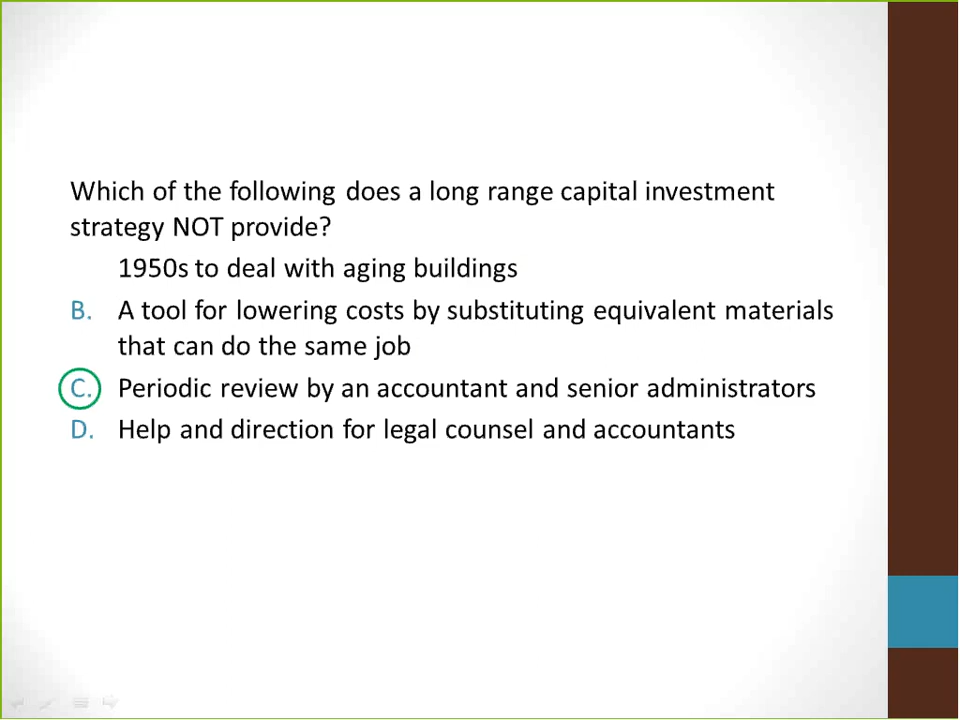 Which of the following does a long range capital investment
strategy NOT provide?
1950s to deal with aging buildings
B. A tool for lowering costs by substituting equivalent materials
that can do the same job
C. Periodic review by an accountant and senior administrators
D. Help and direction for legal counsel and accountants